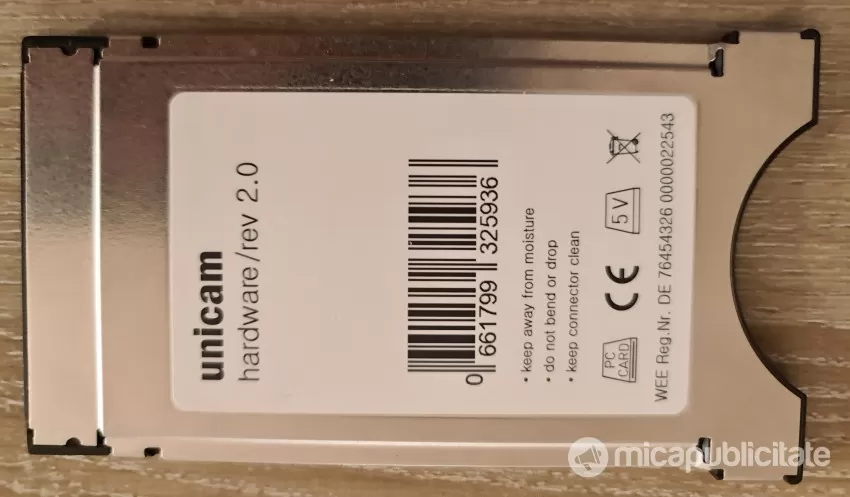 unicam
hardware/rev 2.0
0 661799 325936
• keep away from moisture
• do not bend or drop
• keep connector clean
PC
CARD
CE
5 V
WEE Reg.Nr. DE 76454326 0000022543
micapublicitate